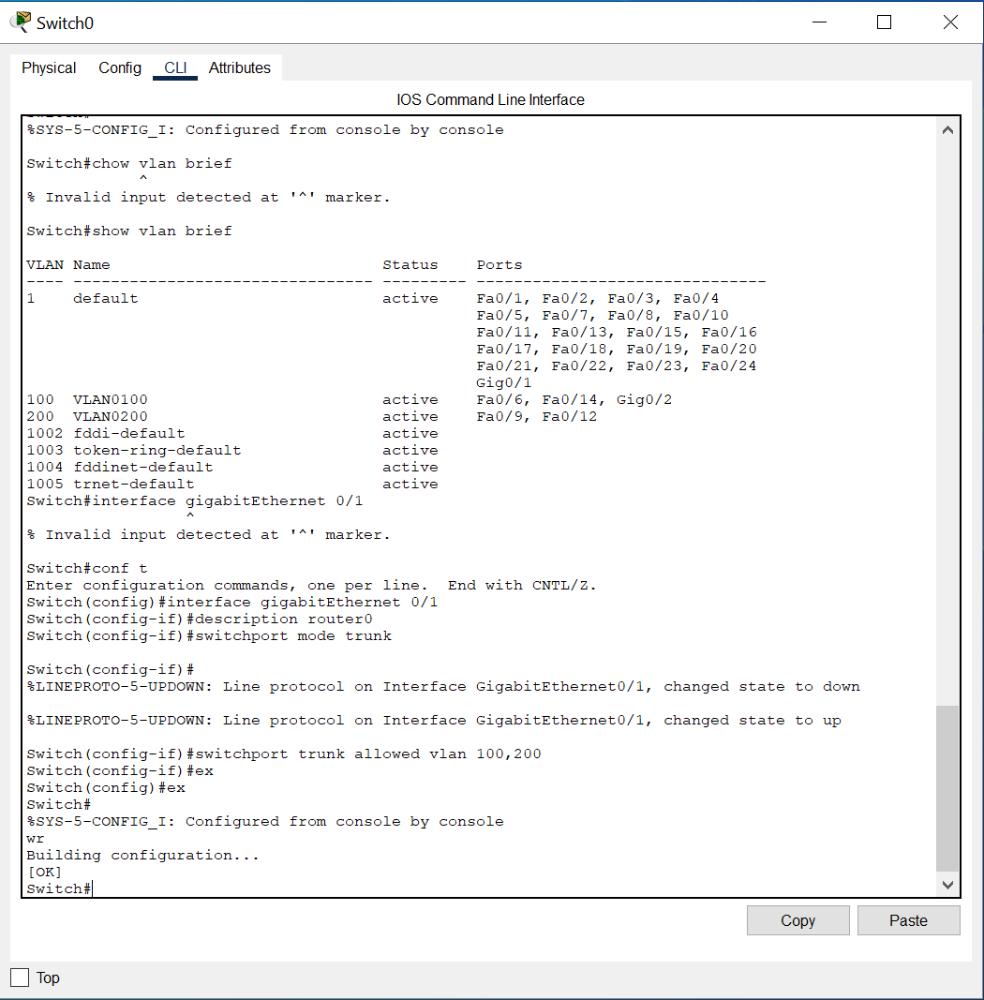 Switch0
Physical Config CLI Attributes
IOS Command Line Interface
%SYS-5-CONFIG_I: Configured from console by console
Switch#chow vlan brief
^
% Invalid input detected at '^' marker.
Switch#show vlan brief
VLAN Name Status Ports
---- -------------------------------- --------- -------------------------------
1 default active Fa0/1, Fa0/2, Fa0/3, Fa0/4
Fa0/5, Fa0/7, Fa0/8, Fa0/10
Fa0/11, Fa0/13, Fa0/15, Fa0/16
Fa0/17, Fa0/18, Fa0/19, Fa0/20
Fa0/21, Fa0/22, Fa0/23, Fa0/24
Gig0/1
100 VLAN0100 active Fa0/6, Fa0/14, Gig0/2
200 VLAN0200 active Fa0/9, Fa0/12
1002 fddi-default active
1003 token-ring-default active
1004 fddinet-default active
1005 trnet-default active
Switch#interface gigabitEthernet 0/1
^
% Invalid input detected at '^' marker.
Switch#conf t
Enter configuration commands, one per line. End with CNTL/Z.
Switch(config)#interface gigabitEthernet 0/1
Switch(config-if)#description router0
Switch(config-if)#switchport mode trunk
Switch(config-if)#
%LINEPROTO-5-UPDOWN: Line protocol on Interface GigabitEthernet0/1, changed state to down
%LINEPROTO-5-UPDOWN: Line protocol on Interface GigabitEthernet0/1, changed state to up
Switch(config-if)#switchport trunk allowed vlan 100,200
Switch(config-if)#ex
Switch(config)#ex
Switch#
%SYS-5-CONFIG_I: Configured from console by console
wr
Building configuration...
[OK]
Switch#
Copy Paste
Top